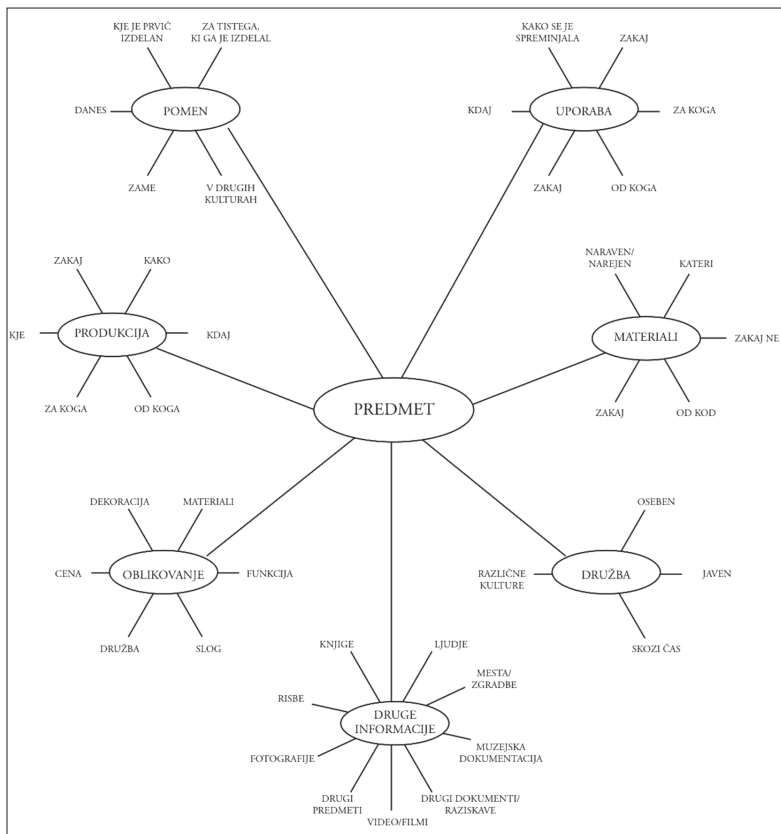 KJE JE PRVIČ
IZDELAN
ZA TISTEGA,
KI GA JE IZDELAL
DANES
POMEN
ZAME
V DRUGIH
KULTURAH
KAKO SE JE
SPREMINJALA
ZAKAJ
KDAJ
UPORABA
ZA KOGA
ZAKAJ
OD KOGA
ZAKAJ
KAKO
KJE
PRODUKCIJA
KDAJ
ZA KOGA
OD KOGA
NARAVEN/
NAREJEN
KATERI
MATERIALI
ZAKAJ NE
ZAKAJ
OD KOD
PREDMET
DEKORACIJA
MATERIALI
CENA
OBLIKOVANJE
FUNKCIJA
DRUŽBA
SLOG
OSEBEN
RAZLIČNE
KULTURE
DRUŽBA
JAVEN
SKOZI ČAS
KNJIGE
LJUDJE
RISBE
MESTA/
ZGRADBE
DRUGE
INFORMACIJE
FOTOGRAFIJE
MUZEJSKA
DOKUMENTACIJA
DRUGI
PREDMETI
VIDEO/FILMI
DRUGI DOKUMENTI/
RAZISKAVE